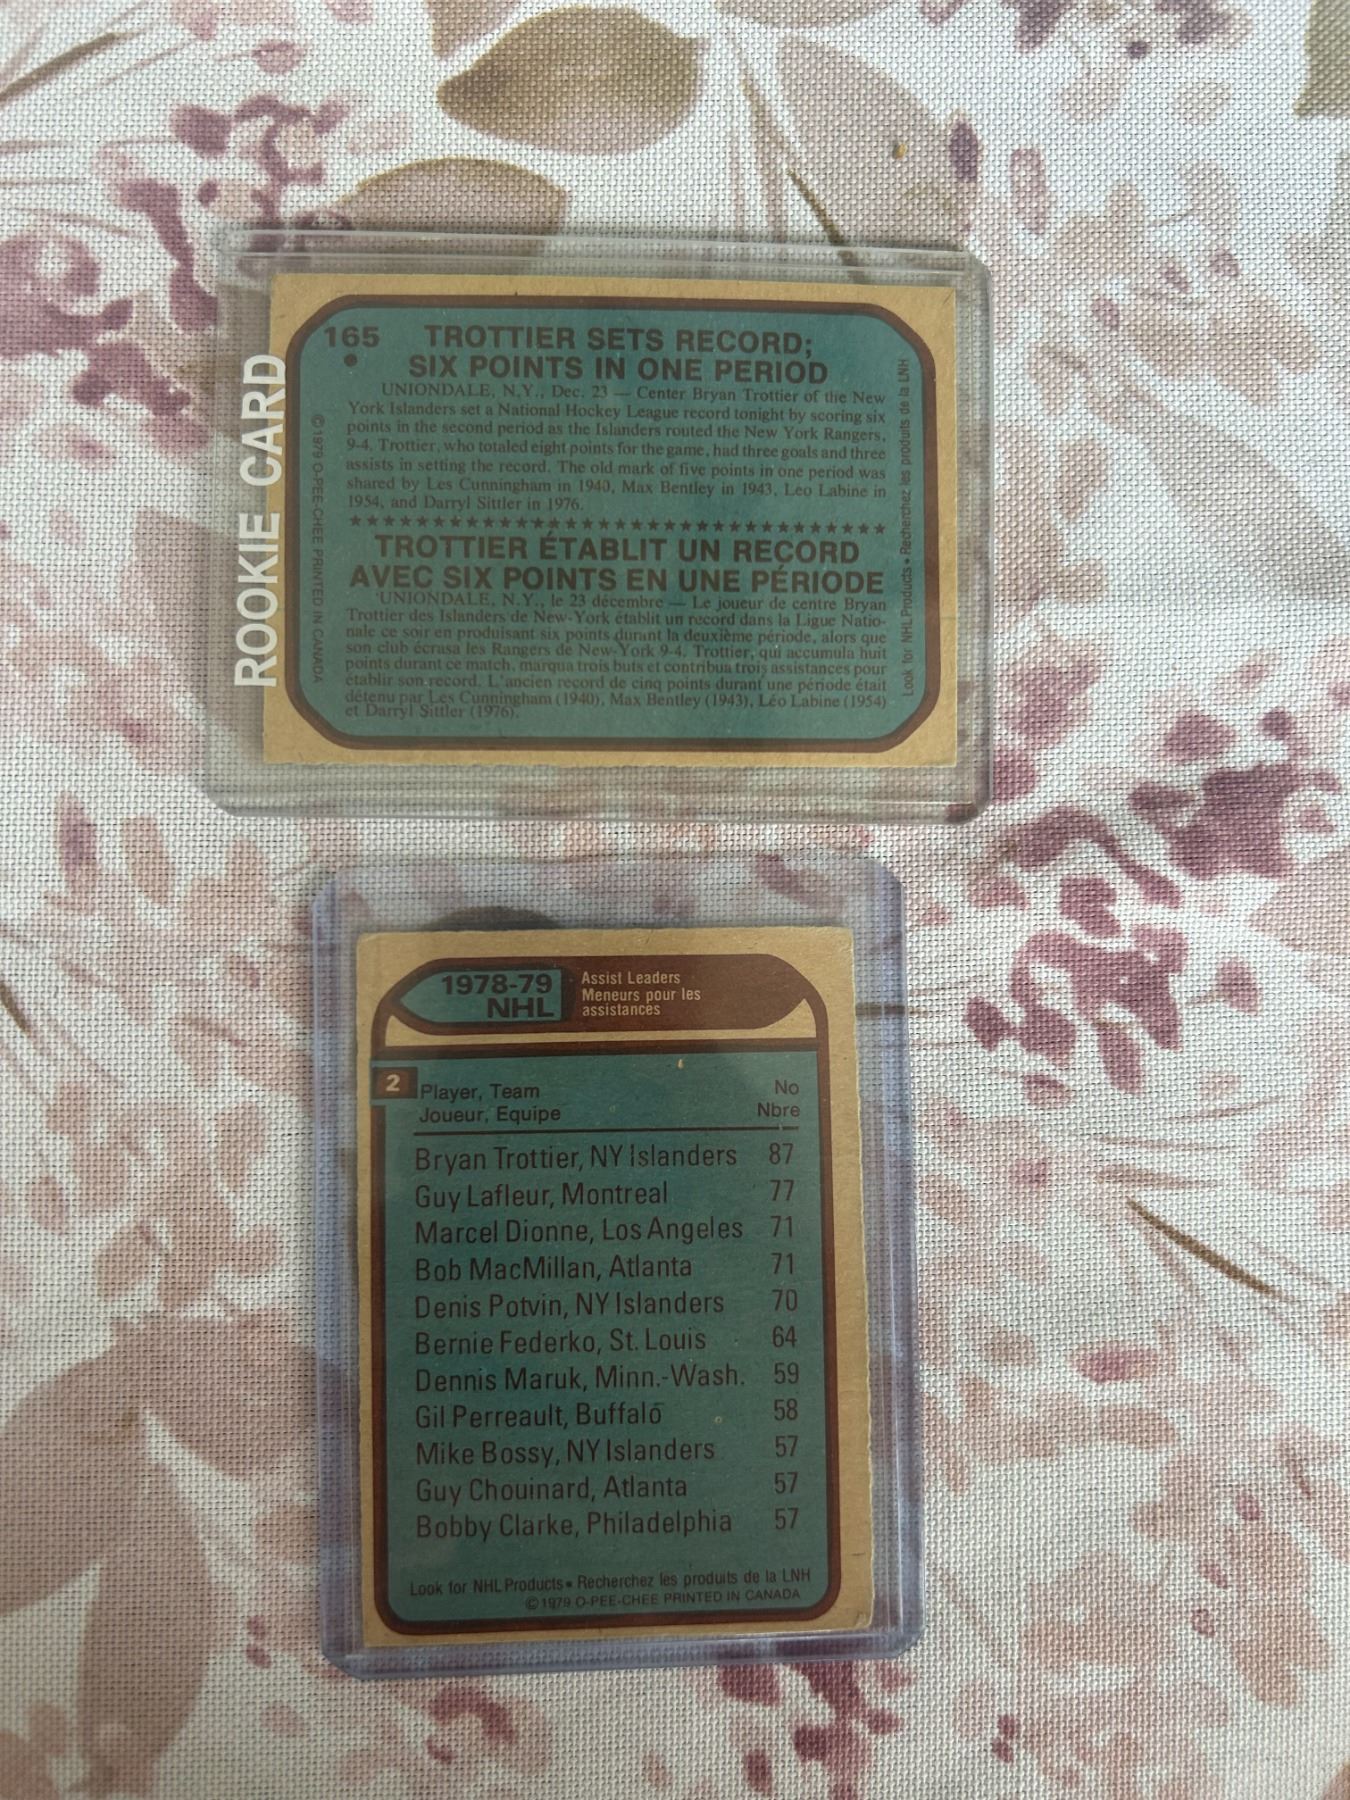 ROOKIE CARD
165
TROTTIER SETS RECORD;
SIX POINTS IN ONE PERIOD
UNIONDALE, N.Y., Dec. 23 — Center Bryan Trottier of the New
York Islanders set a National Hockey League record tonight by scoring six
points in the second period as the Islanders routed the New York Rangers,
9-4. Trottier, who totaled eight points for the game, had three goals and three
assists in setting the record. The old mark of five points in one period was
shared by Les Cunningham in 1940, Max Bentley in 1943, Leo Labine in
1954, and Darryl Sittler in 1976.
TROTTIER ÉTABLIT UN RECORD
AVEC SIX POINTS EN UNE PÉRIODE
UNIONDALE, N.Y., le 23 décembre — Le joueur de centre Bryan
Trottier des Islanders de New-York établit un record dans la Ligue Natio-
nale ce soir en produisant six points durant la deuxième période, alors que
son club écrasa les Rangers de New-York 9-4. Trottier, qui accumula huit
points durant ce match, marqua trois buts et contribua trois assistances pour
établir son record. L'ancien record de cinq points durant une période était
détenu par Les Cunningham (1940), Max Bentley (1943), Léo Labine (1954)
et Darryl Sittler (1976).
©1979 O-PEE-CHEE PRINTED IN CANADA
Look for NHL Products • Recherchez les produits de la LNH
1978-79
NHL
Assist Leaders
Meneurs pour les
assistances
2
Player, Team No
Joueur, Equipe Nbre
Bryan Trottier, NY Islanders 87
Guy Lafleur, Montreal 77
Marcel Dionne, Los Angeles 71
Bob MacMillan, Atlanta 71
Denis Potvin, NY Islanders 70
Bernie Federko, St. Louis 64
Dennis Maruk, Minn.-Wash. 59
Gil Perreault, Buffalo 58
Mike Bossy, NY Islanders 57
Guy Chouinard, Atlanta 57
Bobby Clarke, Philadelphia 57
Look for NHL Products • Recherchez les produits de la LNH
©1979 O-PEE-CHEE PRINTED IN CANADA